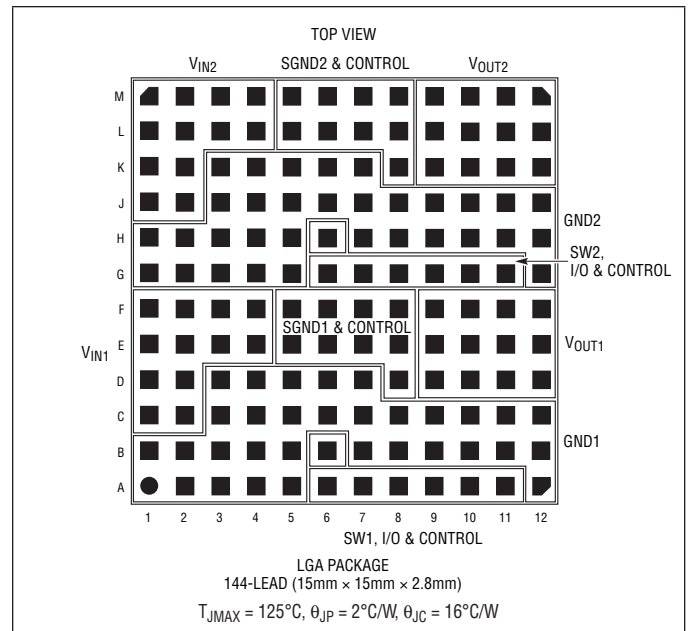 TOP VIEW
VIN2 SGND2 & CONTROL VOUT2
M
L
K
J
H
G
F
E
D
C
B
A
GND2
SW2,
I/O & CONTROL
SGND1 & CONTROL
VIN1
VOUT1
GND1
1 2 3 4 5 6 7 8 9 10 11 12
SW1, I/O & CONTROL
LGA PACKAGE
144-LEAD (15mm × 15mm × 2.8mm)
TJMAX = 125°C, θJP = 2°C/W, θJC = 16°C/W